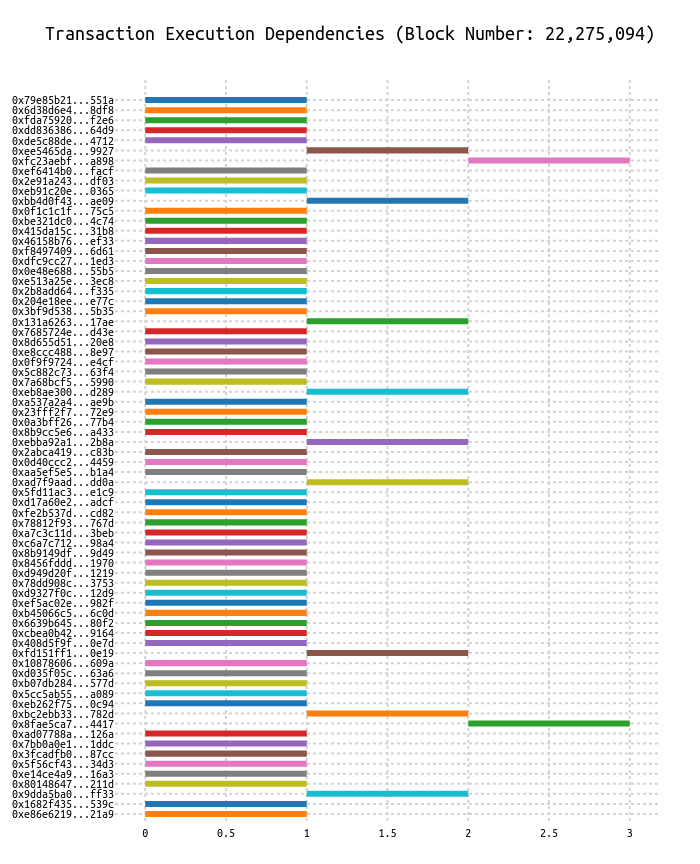 Transaction Execution Dependencies (Block Number: 22,275,094)
0x79e85b21...551a
0x6d38d6e4...8df8
0xfda75920...f2e6
0xdd836386...64d9
0xde5c88de...4712
0xee5465da...9927
0xfc23aebf...a898
0xef6414b0...facf
0x2e91a243...df03
0xeb91c20e...0365
0xbb4d0f43...ae09
0x0f1c1c1f...75c5
0xbe321dc0...4c74
0x415da15c...31b8
0x46158b76...ef33
0xf8497409...6d61
0xdfc9cc27...1ed3
0x0e48e688...55b5
0xe513a25e...3ec8
0x2b8add64...f335
0x204e18ee...e77c
0x3bf9d538...5b35
0x131a6263...17ae
0x7685724e...d43e
0x8d655d51...20e8
0xe8ccc488...8e97
0x0f9f9724...e4cf
0x5c882c73...63f4
0x7a68bcf5...5990
0xeb8ae300...d289
0xa537a2a4...ae9b
0x23fff2f7...72e9
0x0a3bff26...77b4
0x8b9cc5e6...a433
0xebba92a1...2b8a
0x2abca419...c83b
0x0d40ccc2...4459
0xaa5ef5e5...b1a4
0xad7f9aad...dd0a
0x5fd11ac3...e1c9
0xd17a60e2...adcf
0xfe2b537d...cd82
0x78812f93...767d
0xa7c3c11d...3beb
0xc6a7c712...98a4
0x8b9149df...9d49
0x8456fddd...1970
0xd949d20f...1219
0x78dd908c...3753
0xd9327f0c...12d9
0xef5ac02e...982f
0xb45066c5...6c0d
0x6639b645...80f2
0xcbea0b42...9164
0x408d5f9f...0e7d
0xfd151ff1...0e19
0x10878606...609a
0xd035f05c...63a6
0xb07db284...577d
0x5cc5ab55...a089
0xeb262f75...0c94
0xbc2ebb33...782d
0x8fae5ca7...4417
0xad07788a...126a
0x7bb0a0e1...1ddc
0x3fcadfb0...87cc
0x5f56cf43...34d3
0xe14ce4a9...16a3
0x80148647...211d
0x9dda5ba0...ff33
0x1682f435...539c
0xe86e6219...21a9
0 0.5 1 1.5 2 2.5 3